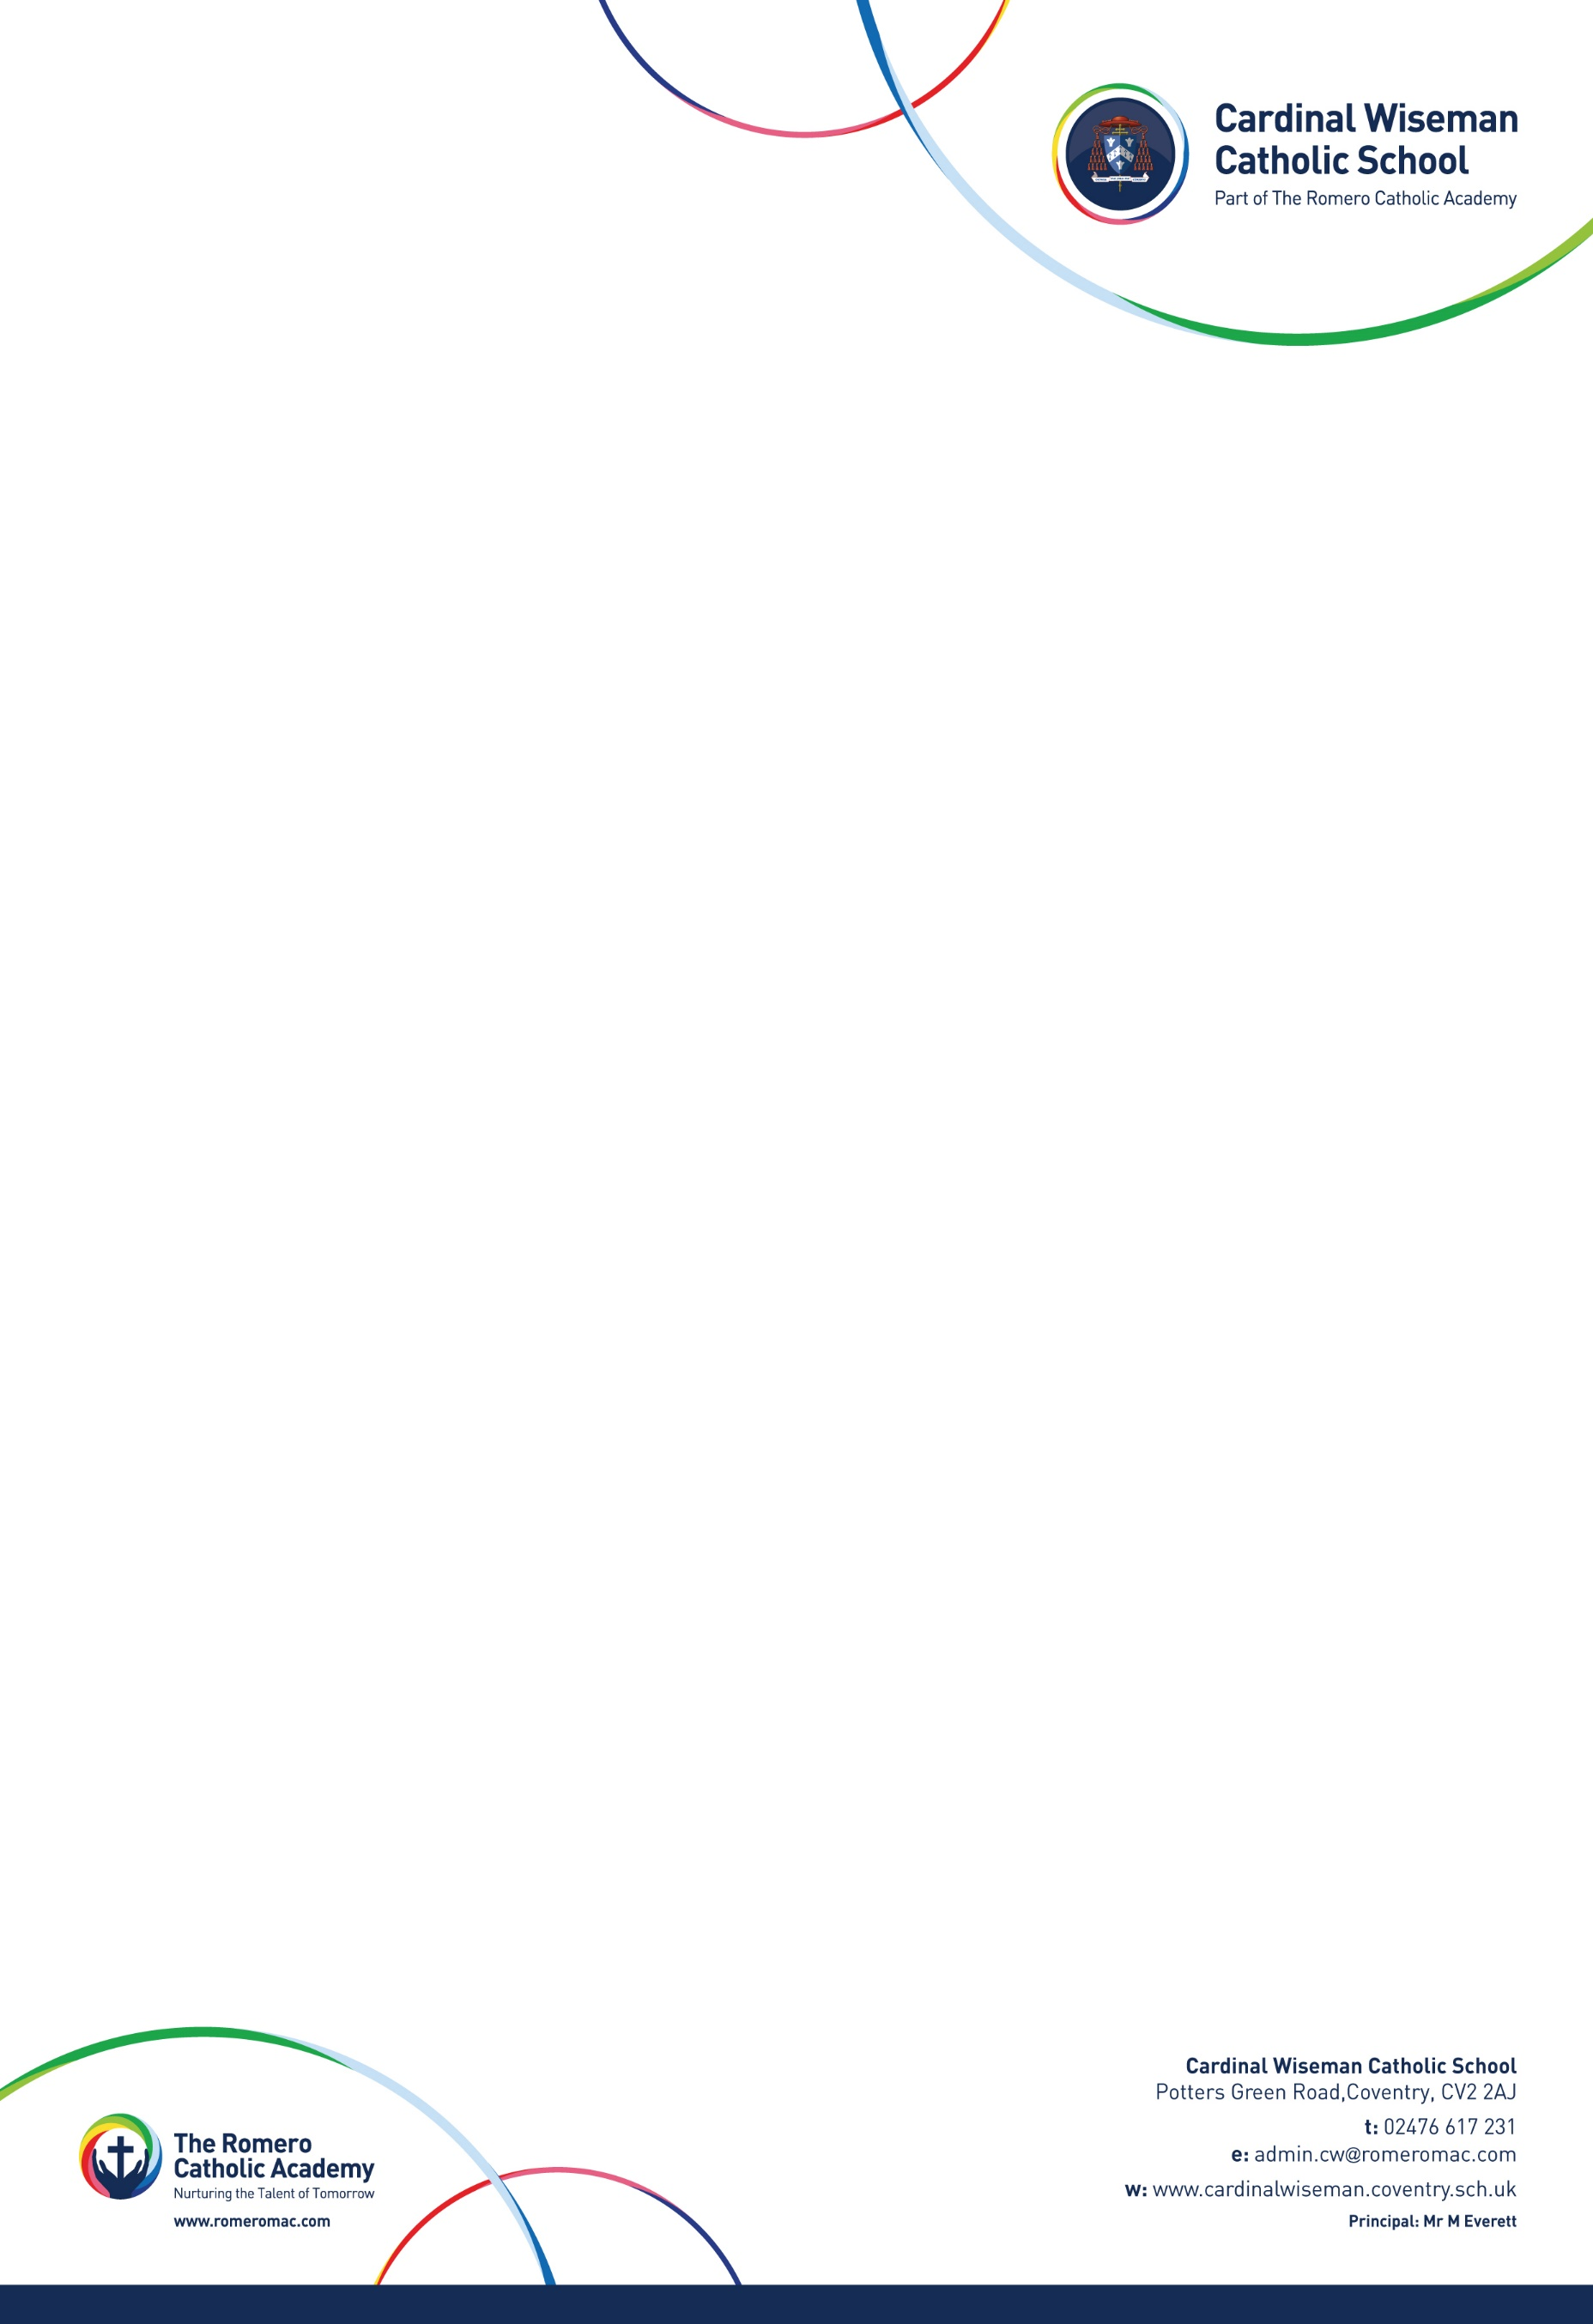 Cardinal Wiseman
Catholic School
Part of The Romero Catholic Academy
Cardinal Wiseman Catholic School
Potters Green Road,Coventry, CV2 2AJ
t: 02476 617 231
e: admin.cw@romeromac.com
w: www.cardinalwiseman.coventry.sch.uk
Principal: Mr M Everett
The Romero
Catholic Academy
Nurturing the Talent of Tomorrow
www.romeromac.com